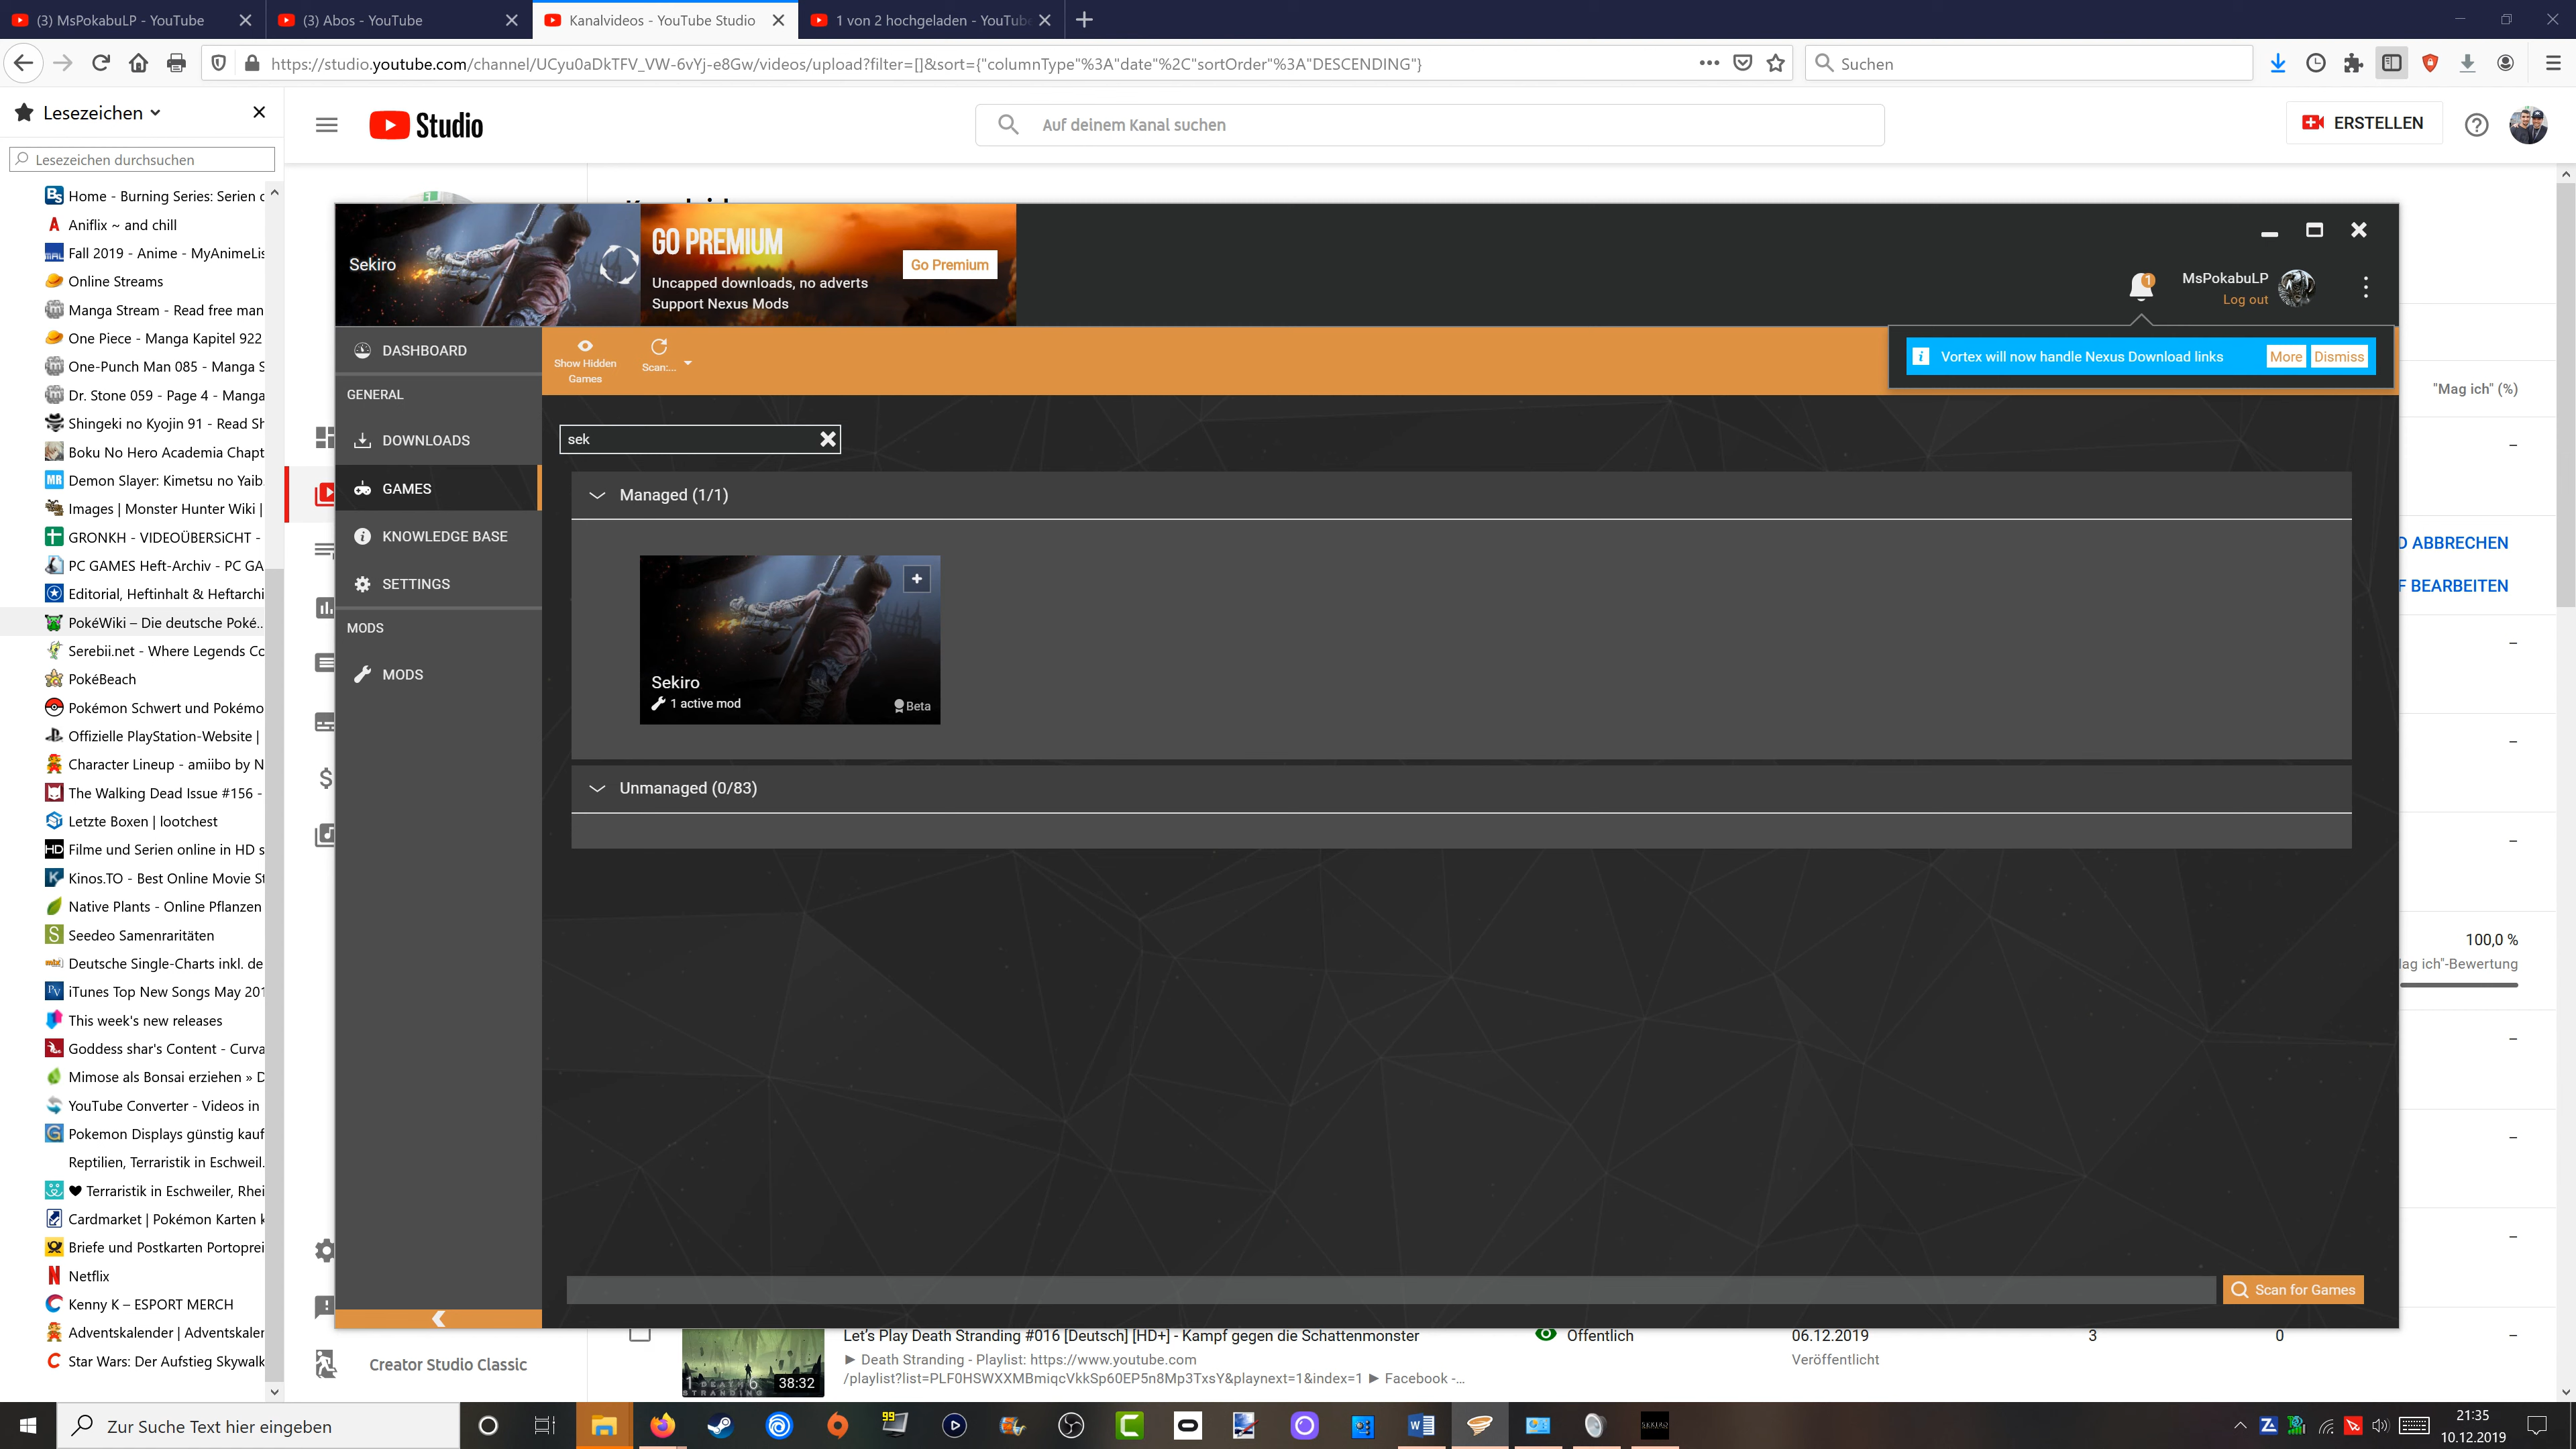 (3) MsPokabuLP - YouTube
(3) Abos - YouTube
Kanalvideos - YouTube Studio
1 von 2 hochgeladen - YouTube
https://studio.youtube.com/channel/UCyu0aDkTFV_VW-6vYj-e8Gw/videos/upload?filter=[]&sort={"columnType"%3A"date"%2C"sortOrder"%3A"DESCENDING"}
Suchen
Lesezeichen
Lesezeichen durchsuchen
Studio
Auf deinem Kanal suchen
ERSTELLEN
Home - Burning Series: Serien o
Aniflix ~ and chill
Fall 2019 - Anime - MyAnimeLis
Online Streams
Manga Stream - Read free man
One Piece - Manga Kapitel 922
One-Punch Man 085 - Manga S
Dr. Stone 059 - Page 4 - Manga
Shingeki no Kyojin 91 - Read Sh
Boku No Hero Academia Chapt
Demon Slayer: Kimetsu no Yaib
Images | Monster Hunter Wiki |
GRONKH - VIDEOÜBERSiCHT -
PC GAMES Heft-Archiv - PC GA
Editorial, Heftinhalt & Heftarchi
PokéWiki – Die deutsche Poké...
Serebii.net - Where Legends Co
PokéBeach
Pokémon Schwert und Pokémo
Offizielle PlayStation-Website |
Character Lineup - amiibo by N
The Walking Dead Issue #156 -
Letzte Boxen | lootchest
Filme und Serien online in HD s
Kinos.TO - Best Online Movie St
Native Plants - Online Pflanzen
Seedeo Samenraritäten
Deutsche Single-Charts inkl. de
iTunes Top New Songs May 201
This week's new releases
Goddess shar's Content - Curva
Mimose als Bonsai erziehen » D
YouTube Converter - Videos in
Pokemon Displays günstig kauf
Reptilien, Terraristik in Eschweil.
♥ Terraristik in Eschweiler, Rhei
Cardmarket | Pokémon Karten k
Briefe und Postkarten Portoprei
Netflix
Kenny K – ESPORT MERCH
Adventskalender | Adventskaler
Star Wars: Der Aufstieg Skywalk
Sekiro
GO PREMIUM
Uncapped downloads, no adverts
Support Nexus Mods
Go Premium
1
MsPokabuLP
Log out
DASHBOARD
GENERAL
DOWNLOADS
GAMES
KNOWLEDGE BASE
SETTINGS
MODS
MODS
Show Hidden
Games
Scan:...
Vortex will now handle Nexus Download links
More
Dismiss
sek
Managed (1/1)
Sekiro
1 active mod
Beta
Unmanaged (0/83)
Scan for Games
"Mag ich" (%)
–
D ABBRECHEN
F BEARBEITEN
–
–
–
100,0 %
lag ich"-Bewertung
–
–
–
Creator Studio Classic
38:32
DEATH
STRANDING
Let's Play Death Stranding #016 [Deutsch] [HD+] - Kampf gegen die Schattenmonster
► Death Stranding - Playlist: https://www.youtube.com
/playlist?list=PLF0HSWXXMBmiqcVkkSp60EP5n8Mp3TxsY&playnext=1&index=1 ► Facebook -...
Öffentlich
06.12.2019
Veröffentlicht
3
0
–
Zur Suche Text hier eingeben
99
21:35
10.12.2019